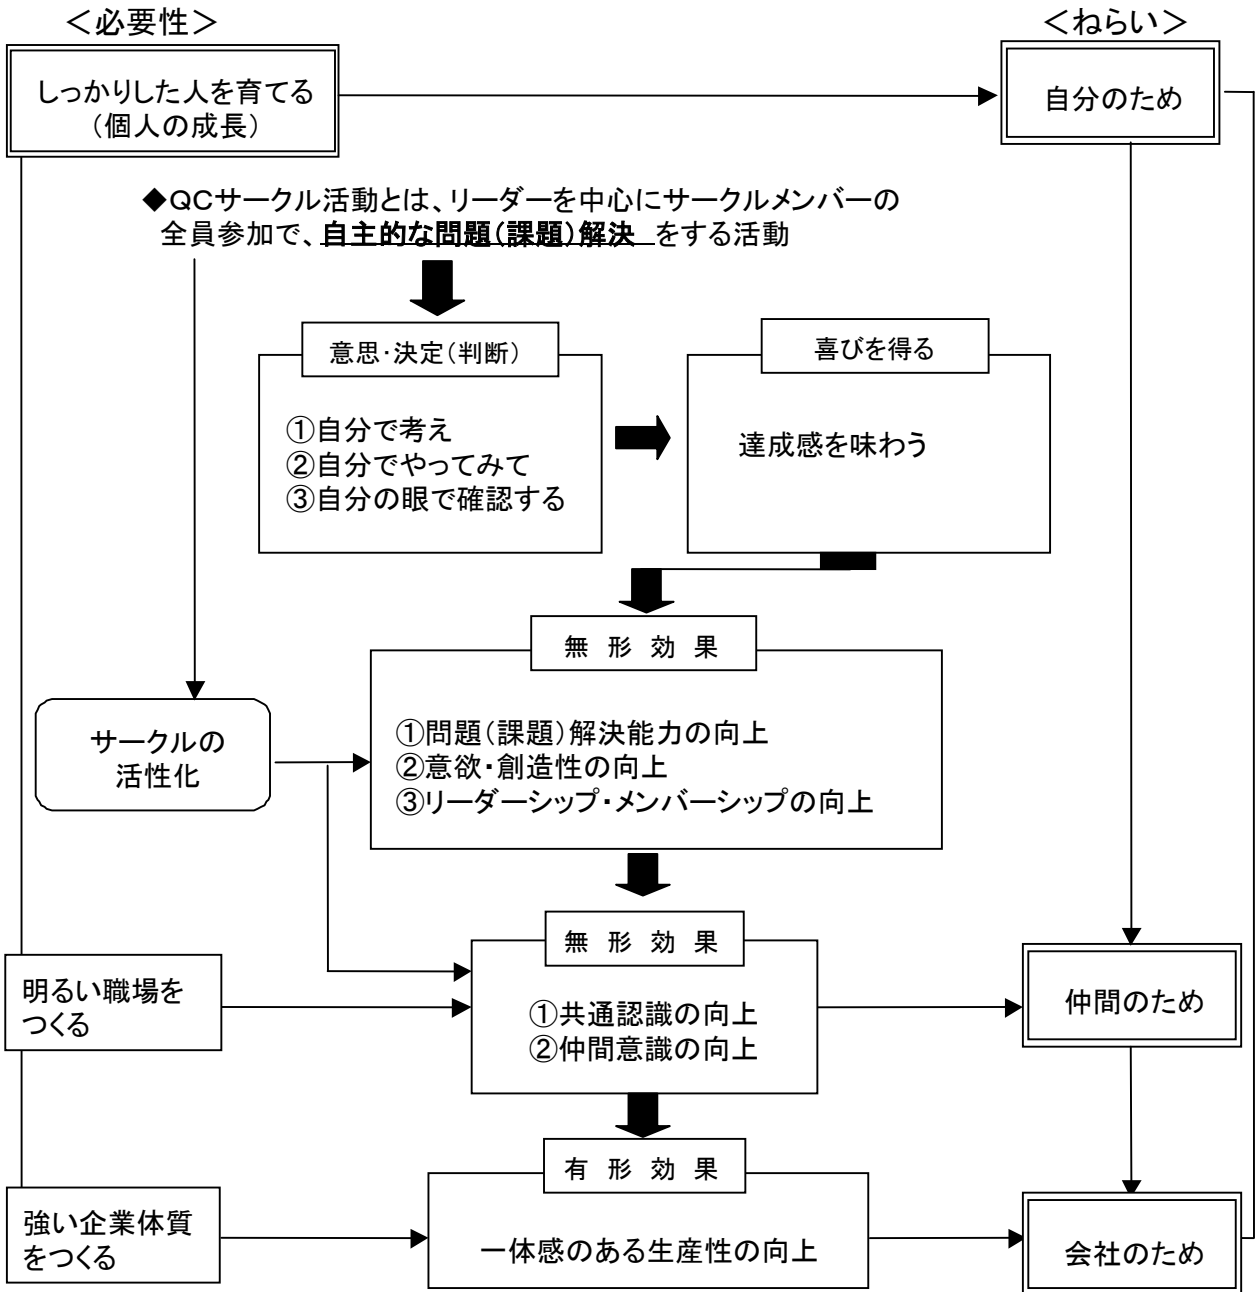 ＜必要性＞
＜ねらい＞
しっかりした人を育てる
（個人の成長）
自分のため
◆QCサークル活動とは、リーダーを中心にサークルメンバーの
全員参加で、自主的な問題（課題）解決 をする活動
意思・決定（判断）
喜びを得る
①自分で考え
②自分でやってみて
③自分の眼で確認する
達成感を味わう
無 形 効 果
サークルの
活性化
①問題（課題）解決能力の向上
②意欲・創造性の向上
③リーダーシップ・メンバーシップの向上
無 形 効 果
明るい職場を
つくる
①共通認識の向上
②仲間意識の向上
仲間のため
有 形 効 果
強い企業体質
をつくる
一体感のある生産性の向上
会社のため